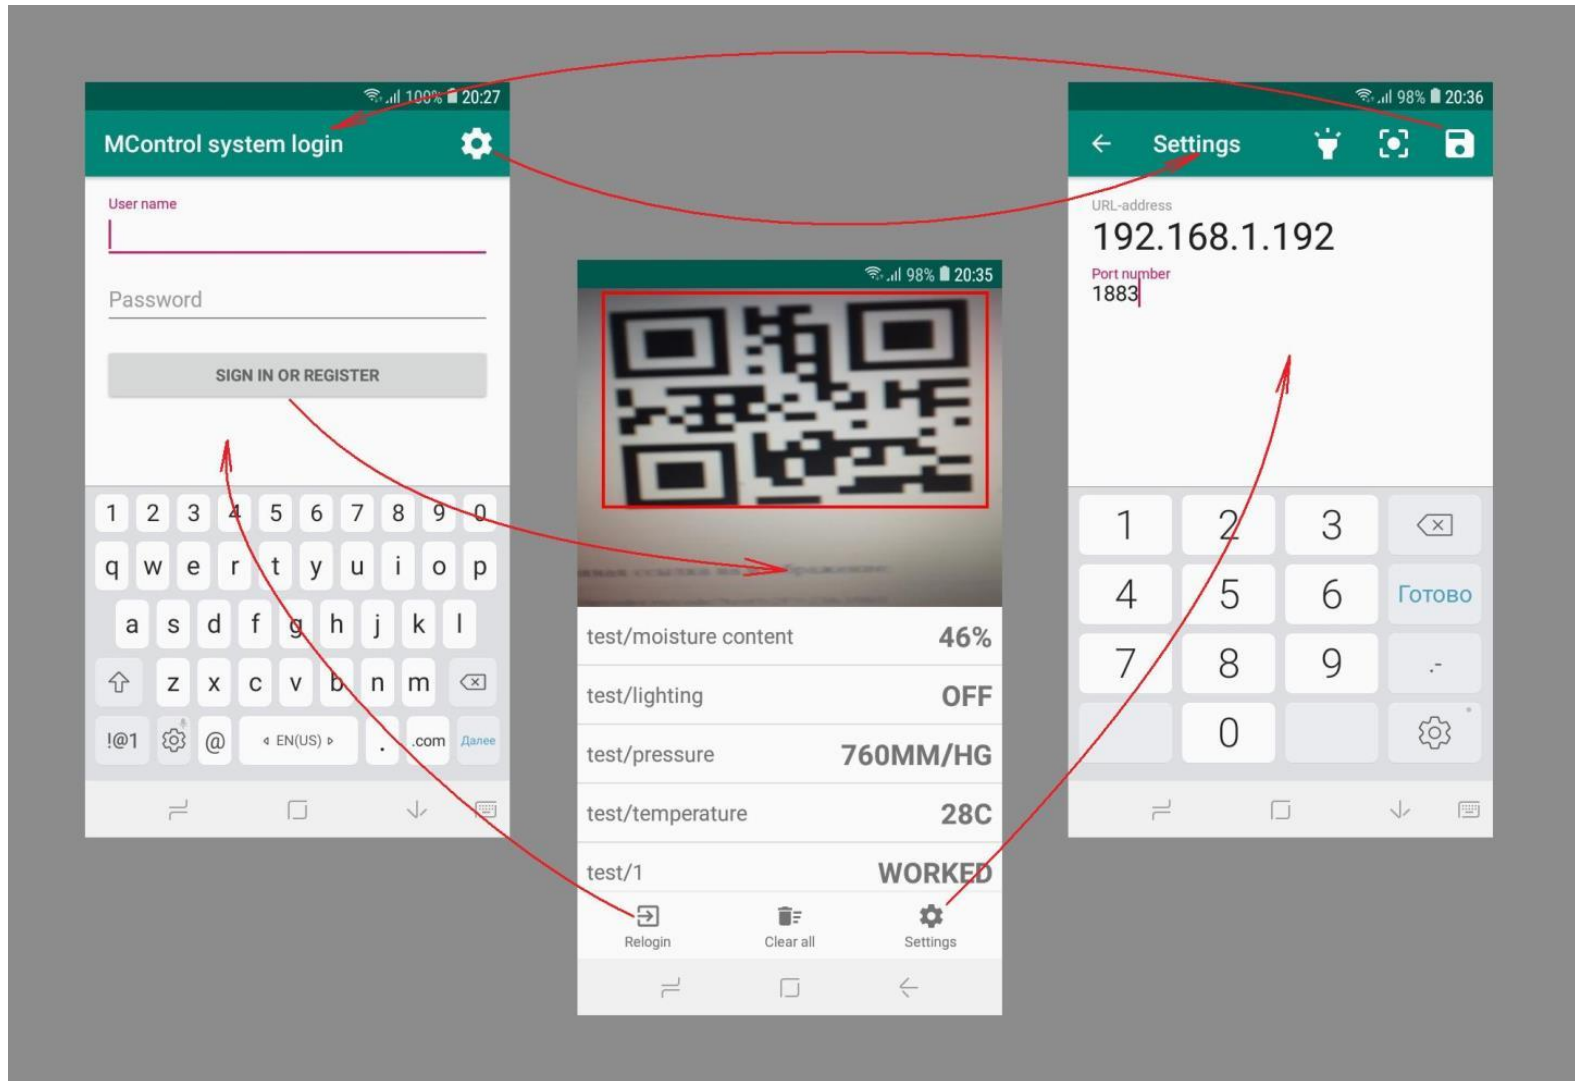 100% 20:27
MControl system login
User name
Password
SIGN IN OR REGISTER
1 2 3 4 5 6 7 8 9 0
q w e r t y u i o p
a s d f g h j k l
z x c v b n m
!@1 @ EN(US) . .com Далее
98% 20:35
ссылка на изображение
test/moisture content 46%
test/lighting OFF
test/pressure 760MM/HG
test/temperature 28C
test/1 WORKED
Relogin Clear all Settings
98% 20:36
Settings
URL-address
192.168.1.192
Port number
1883
1 2 3
4 5 6 Готово
7 8 9 .-
0